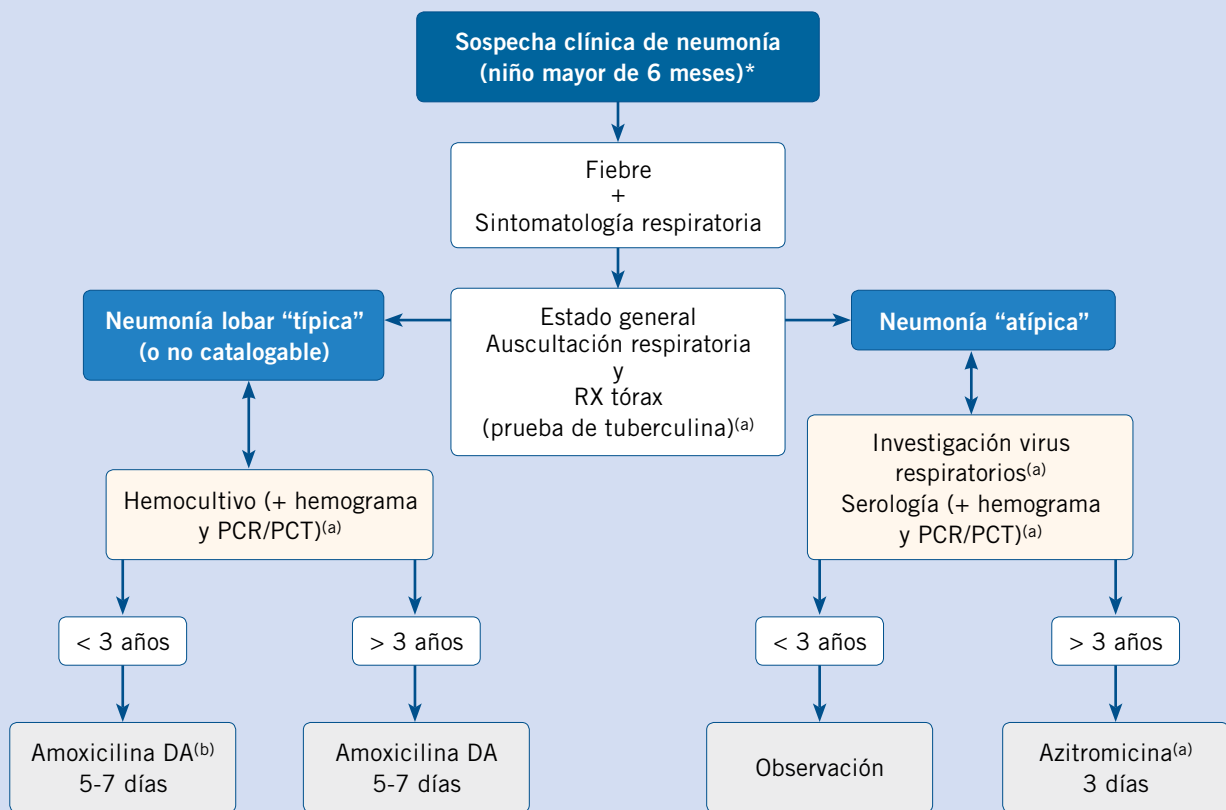 Sospecha clínica de neumonía
(niño mayor de 6 meses)*
Fiebre
+
Sintomatología respiratoria
Neumonía lobar “típica”
(o no catalogable)
Estado general
Auscultación respiratoria
y
RX tórax
(prueba de tuberculina)(a)
Neumonía “atípica”
Hemocultivo (+ hemograma
y PCR/PCT)(a)
Investigación virus
respiratorios(a)
Serología (+ hemograma
y PCR/PCT)(a)
< 3 años
> 3 años
< 3 años
> 3 años
Amoxicilina DA(b)
5-7 días
Amoxicilina DA
5-7 días
Observación
Azitromicina(a)
3 días